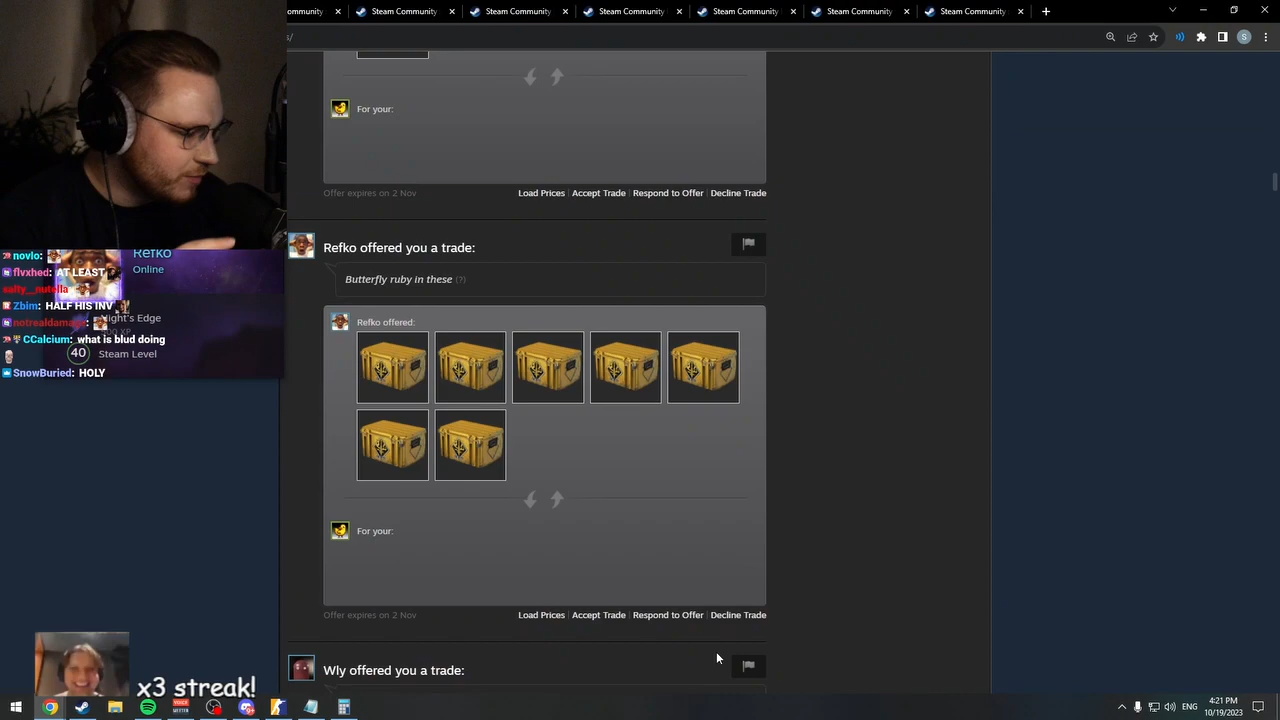 ommunity
Steam Community
Steam Community
Steam Community
Steam Community
Steam Community
Steam Community
s/
S
For your:
Offer expires on 2 Nov
Load Prices | Accept Trade | Respond to Offer | Decline Trade
Refko offered you a trade:
Butterfly ruby in these (?)
Refko offered:
For your:
Offer expires on 2 Nov
Load Prices | Accept Trade | Respond to Offer | Decline Trade
Wly offered you a trade:
Refko
Online
novlo:
flvxhed: AT LEAST
salty__nutella
Zbim: HALF HIS INV
Night's Edge
CCalcium: what is blud doing
40
Steam Level
SnowBuried: HOLY
x3 streak!
ENG
4:21 PM
10/19/2023